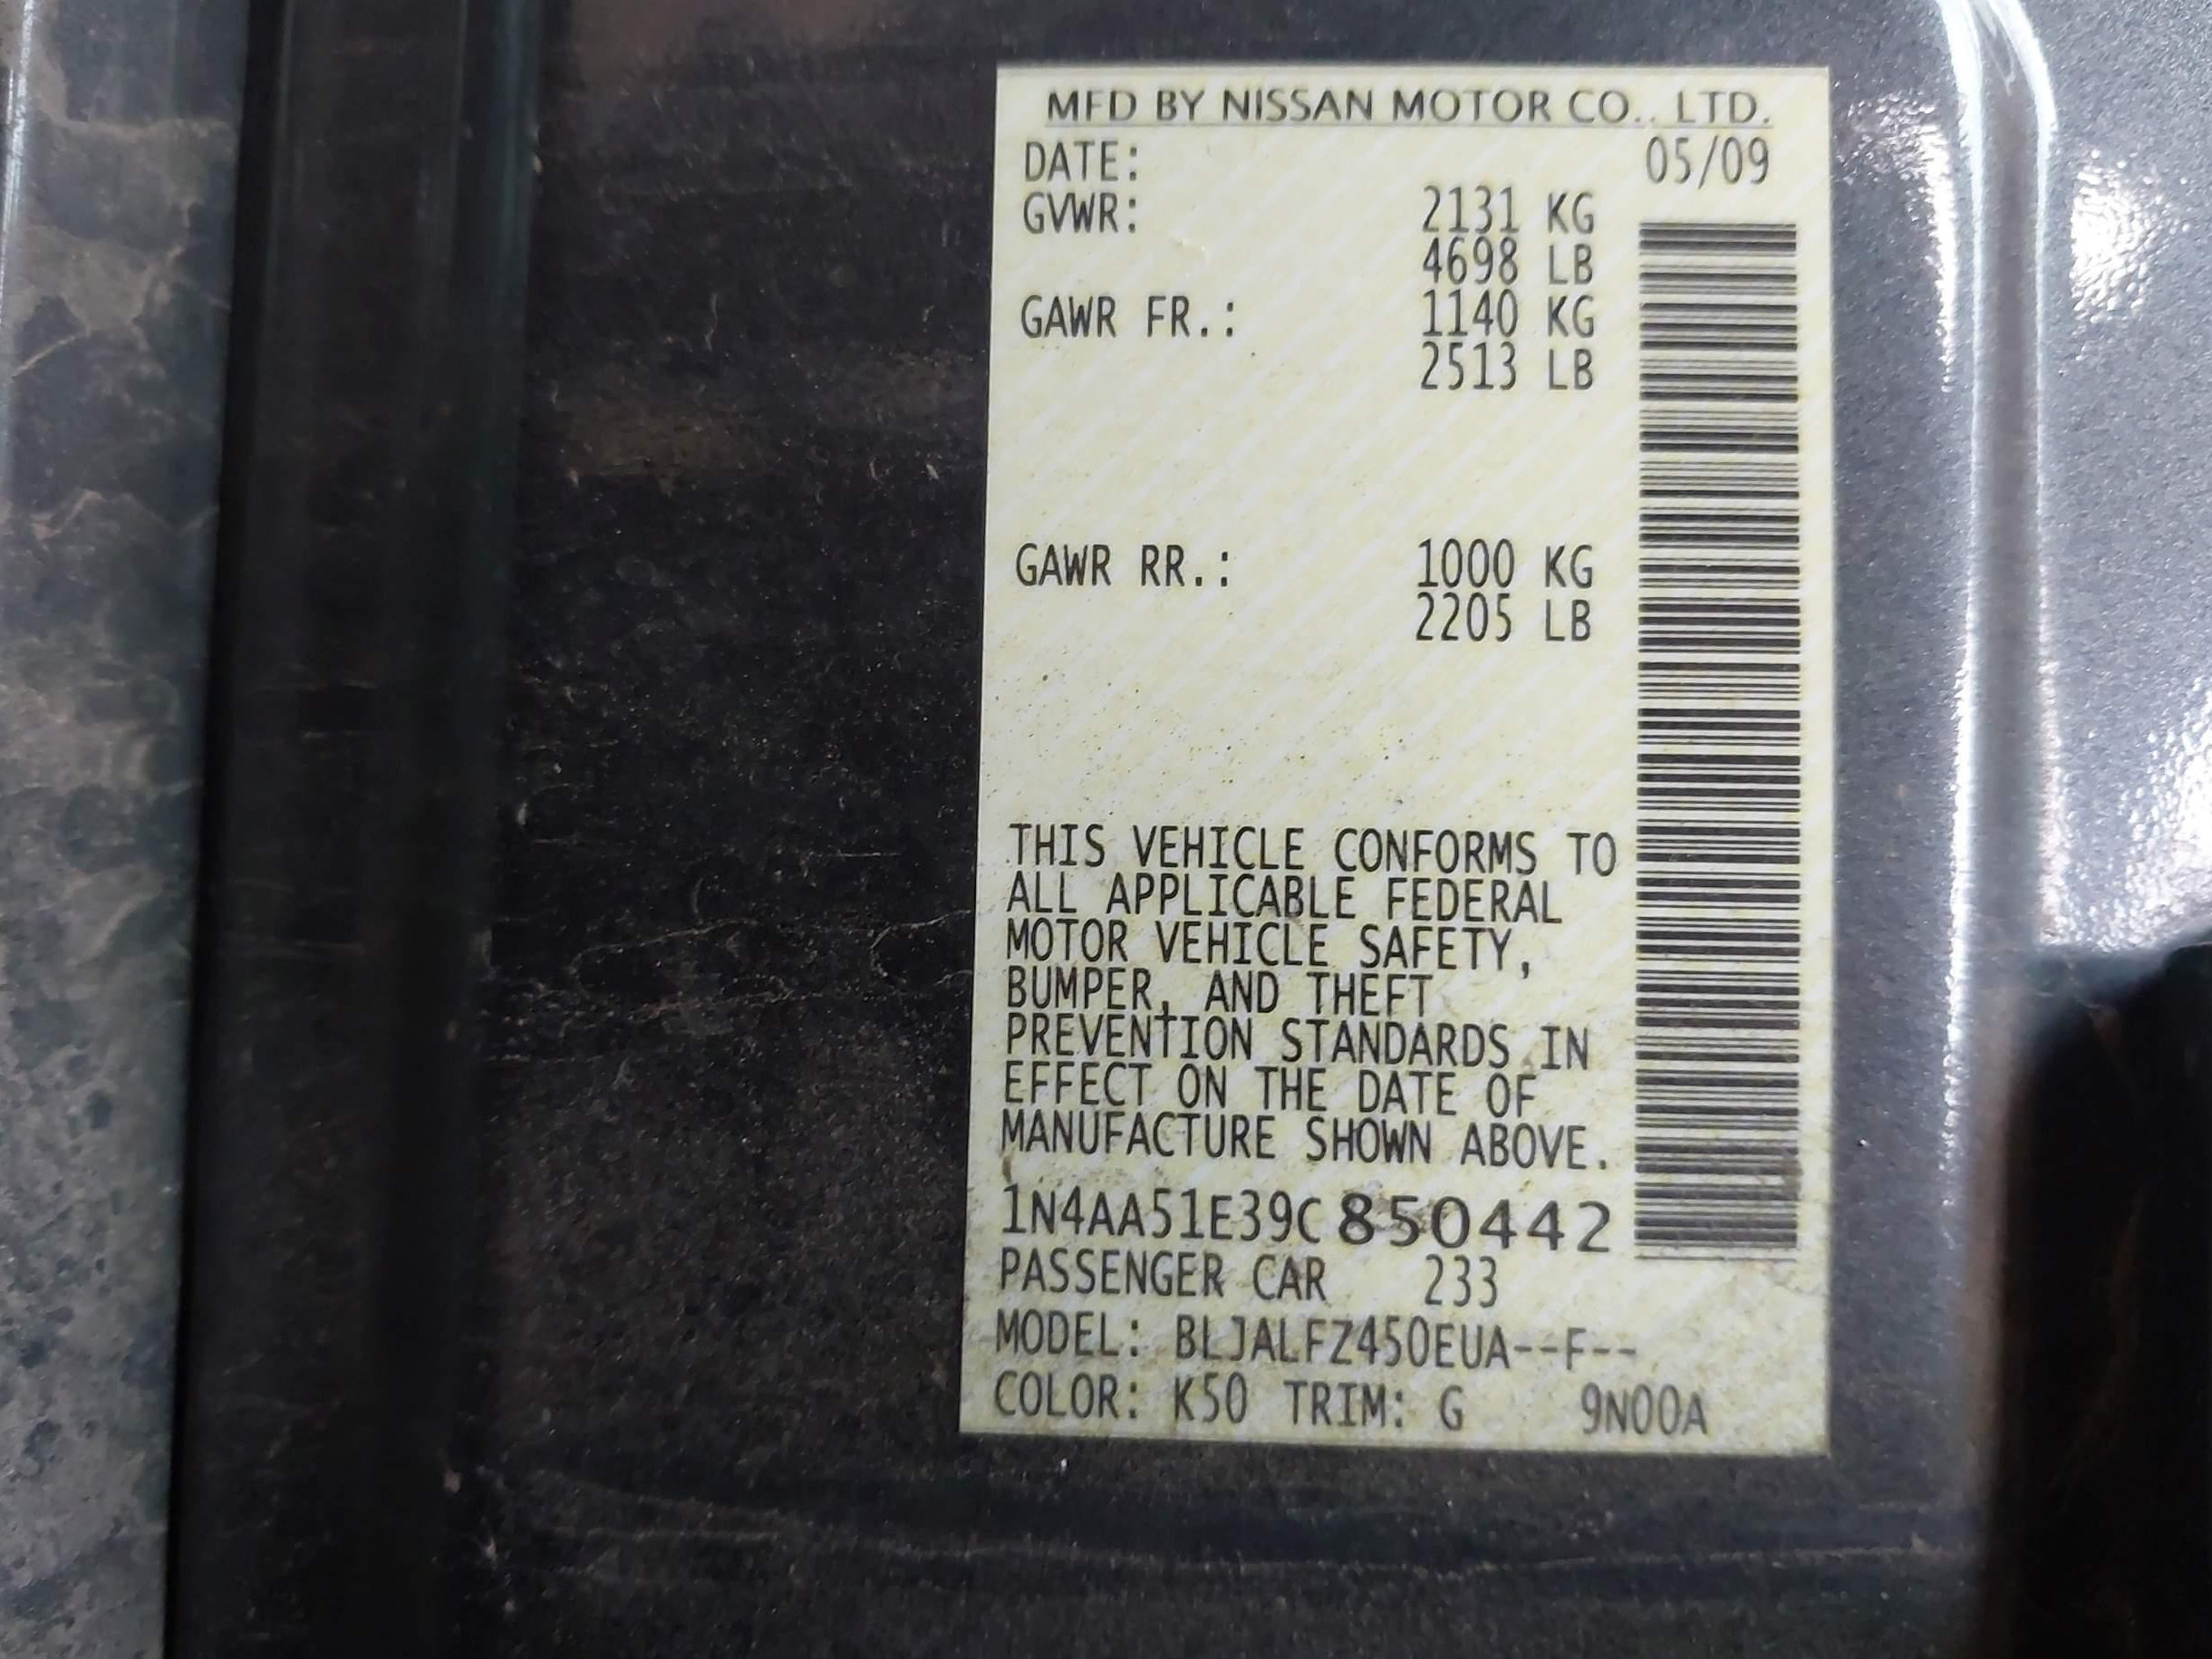 MFD BY NISSAN MOTOR CO., LTD.
DATE: 05/09
GVWR: 2131 KG
4698 LB
GAWR FR.: 1140 KG
2513 LB
GAWR RR.: 1000 KG
2205 LB
THIS VEHICLE CONFORMS TO
ALL APPLICABLE FEDERAL
MOTOR VEHICLE SAFETY,
BUMPER, AND THEFT
PREVENTION STANDARDS IN
EFFECT ON THE DATE OF
MANUFACTURE SHOWN ABOVE.
1N4AA51E39C850442
PASSENGER CAR 233
MODEL: BLJALFZ450EUA--F--
COLOR: K50 TRIM: G 9N00A